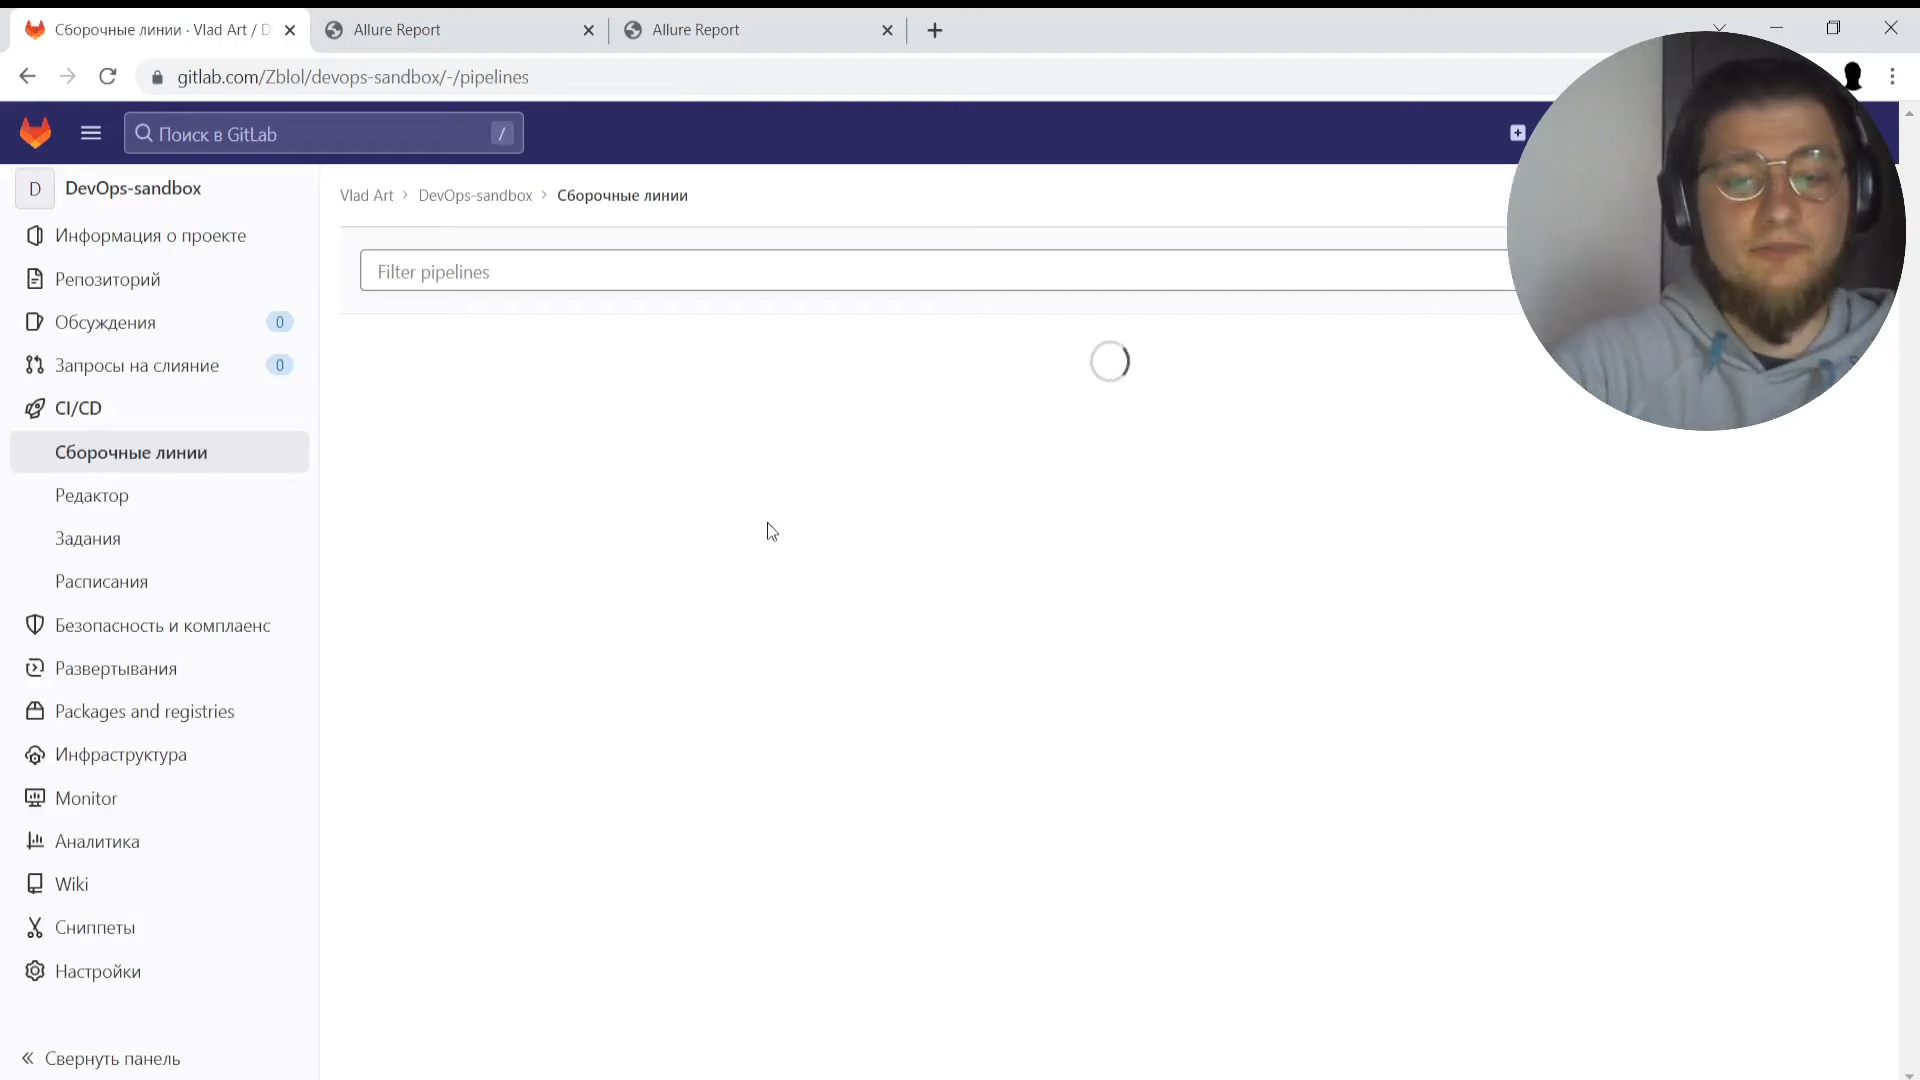 Сборочные линии · Vlad Art / D
Allure Report
Allure Report
gitlab.com/Zblol/devops-sandbox/-/pipelines
Поиск в GitLab
/
D
DevOps-sandbox
Vlad Art
DevOps-sandbox
Сборочные линии
Filter pipelines
Информация о проекте
Репозиторий
Обсуждения
0
Запросы на слияние
0
CI/CD
Сборочные линии
Редактор
Задания
Расписания
Безопасность и комплаенс
Развертывания
Packages and registries
Инфраструктура
Monitor
Аналитика
Wiki
Сниппеты
Настройки
Свернуть панель